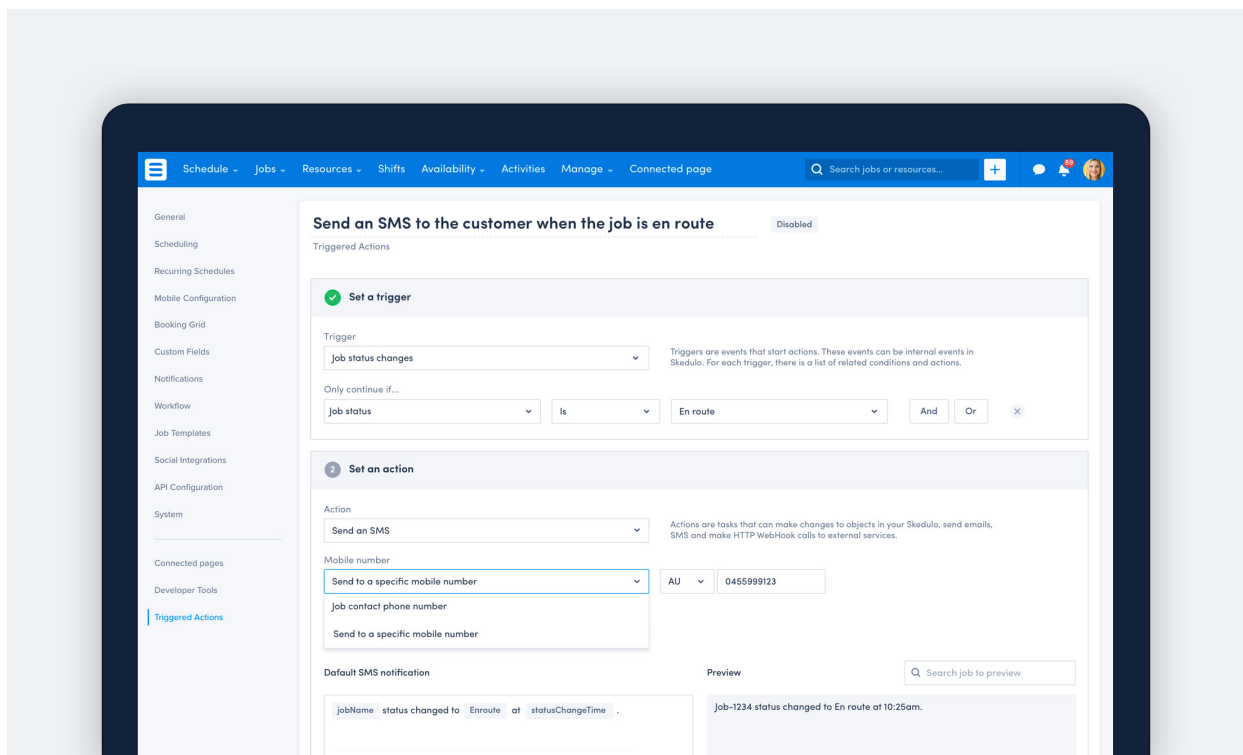 Schedule Jobs Resources Shifts Availability Activities Manage Connected page Search jobs or resources... + 89
General
Scheduling
Recurring Schedules
Mobile Configuration
Booking Grid
Custom Fields
Notifications
Workflow
Job Templates
Social Integrations
API Configuration
System
Connected pages
Developer Tools
Triggered Actions
Send an SMS to the customer when the job is en route Disabled
Triggered Actions
Set a trigger
Trigger
Job status changes
Triggers are events that start actions. These events can be internal events in
Skedulo. For each trigger, there is a list of related conditions and actions.
Only continue if...
Job status Is En route And Or
2 Set an action
Action
Send an SMS
Actions are tasks that can make changes to objects in your Skedulo, send emails,
SMS and make HTTP WebHook calls to external services.
Mobile number
Send to a specific mobile number AU 0455999123
Job contact phone number
Send to a specific mobile number
Dafault SMS notification
jobName status changed to Enroute at statusChangeTime .
Preview Search job to preview
Job-1234 status changed to En route at 10:25am.